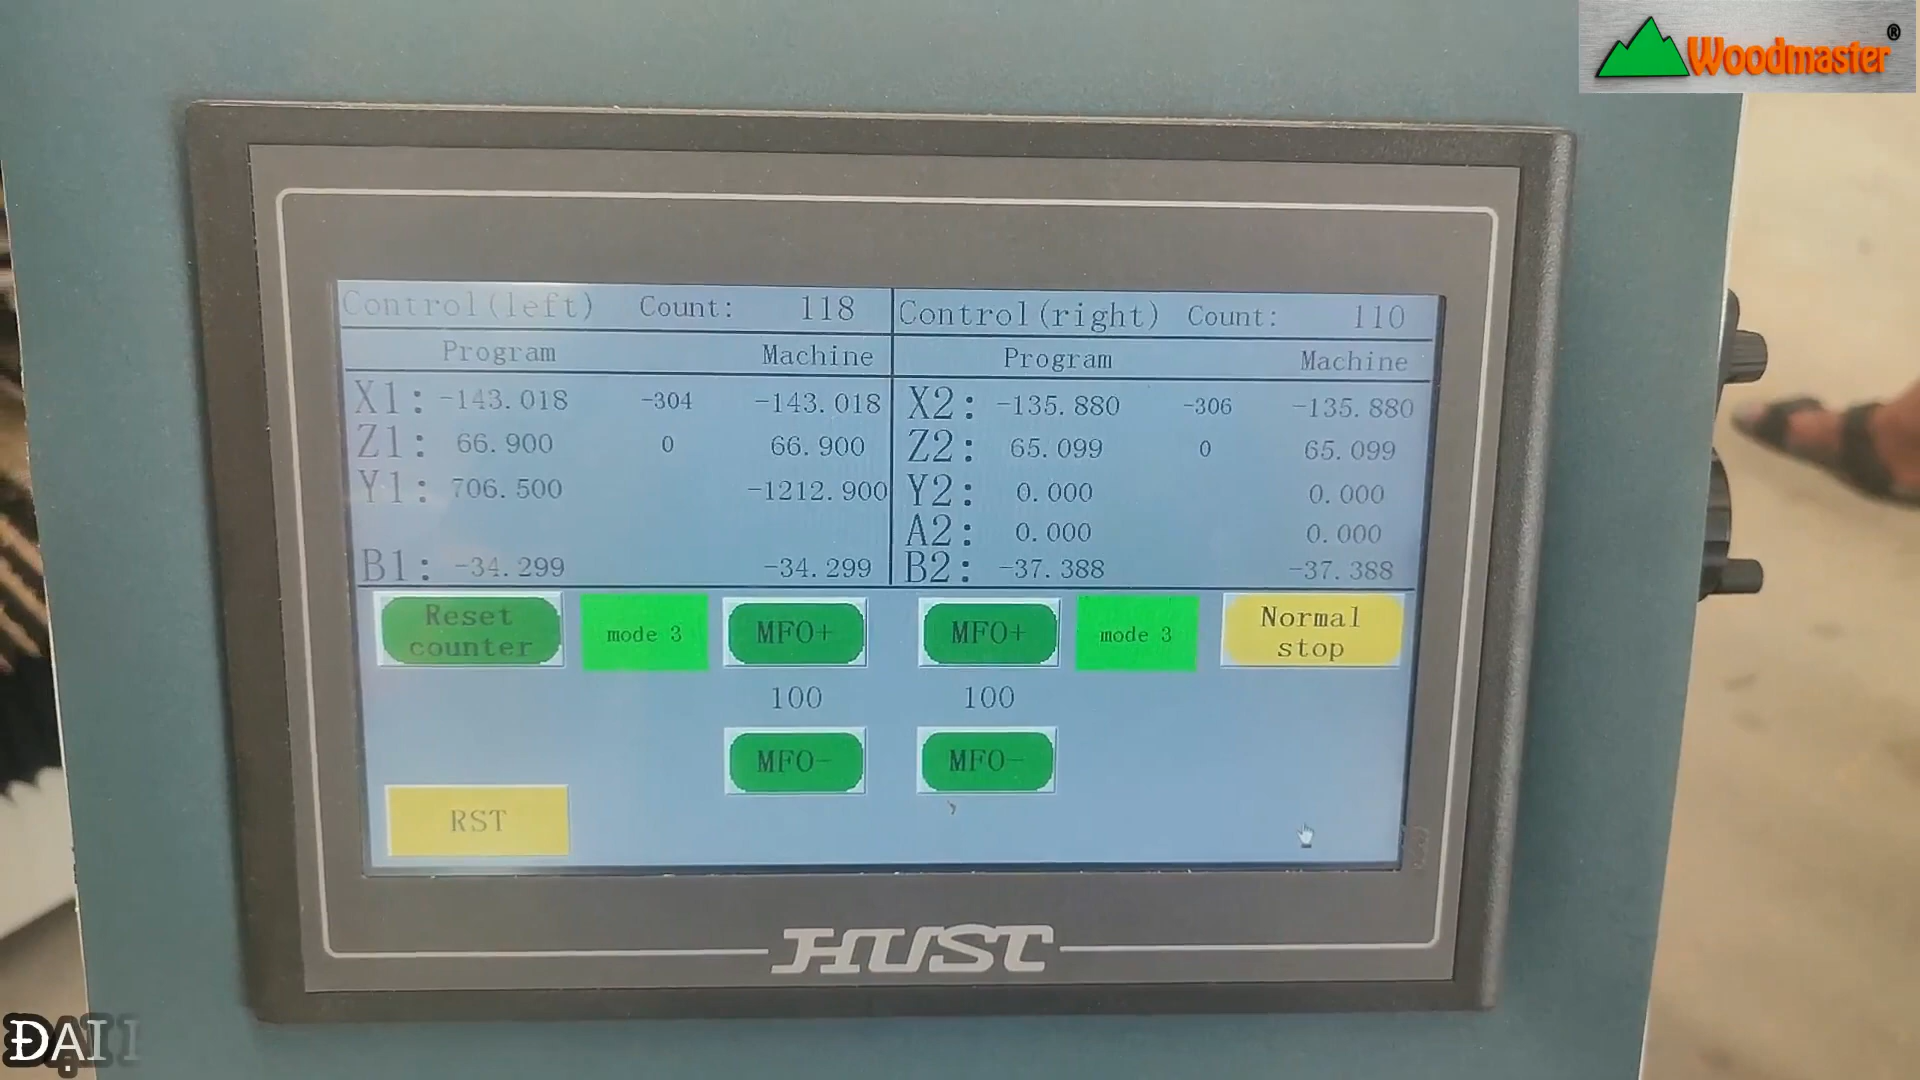 Woodmaster®
Control(left) Count: 118
Program Machine
X1: -143.018 -304 -143.018
Z1: 66.900 0 66.900
Y1: 706.500 -1212.900
B1: -34.299 -34.299
Control(right) Count: 110
Program Machine
X2: -135.880 -306 -135.880
Z2: 65.099 0 65.099
Y2: 0.000 0.000
A2: 0.000 0.000
B2: -37.388 -37.388
Reset
counter
mode 3
MFO+
MFO+
mode 3
Normal
stop
100
100
MFO-
MFO-
RST
HUST
ĐẠI